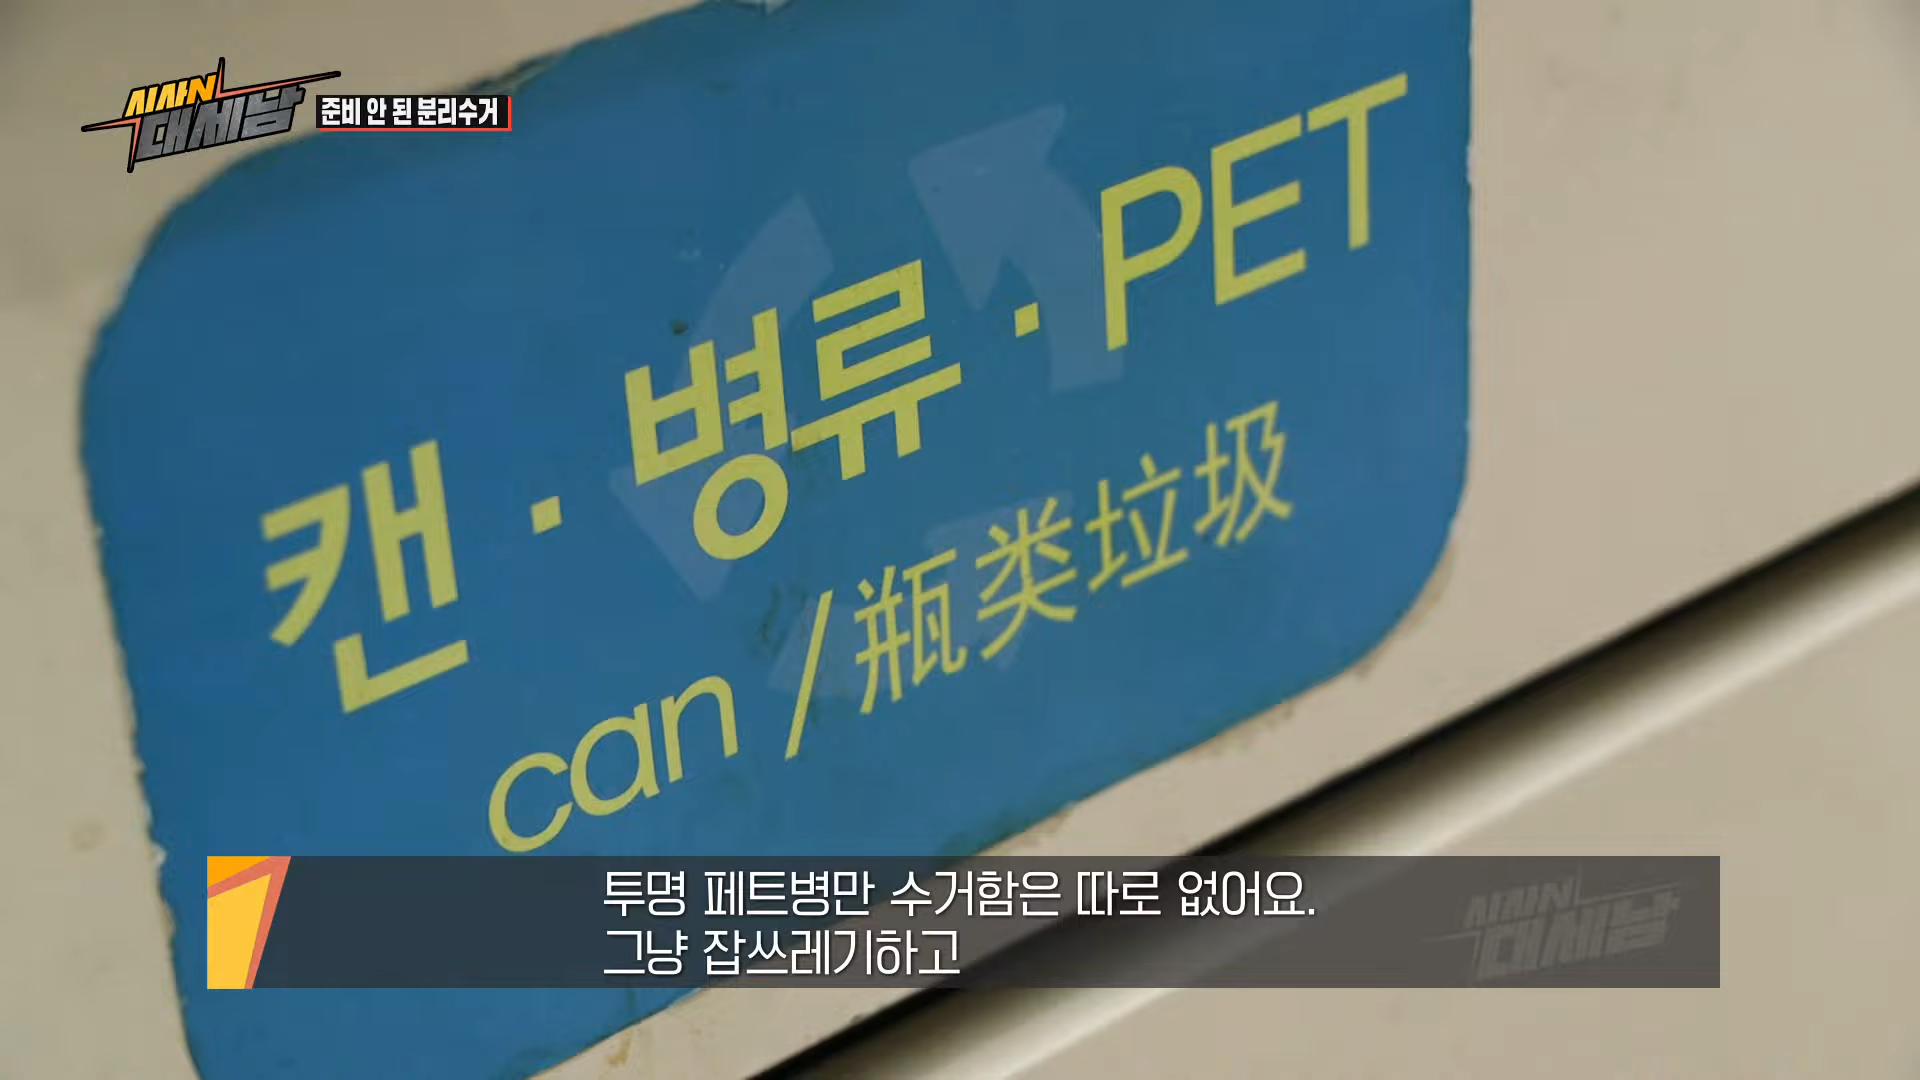 시사N
대세남
준비 안 된 분리수거
캔·병류·PET
can/瓶类垃圾
투명 페트병만 수거함은 따로 없어요.
그냥 잡쓰레기하고
시사N
대세남